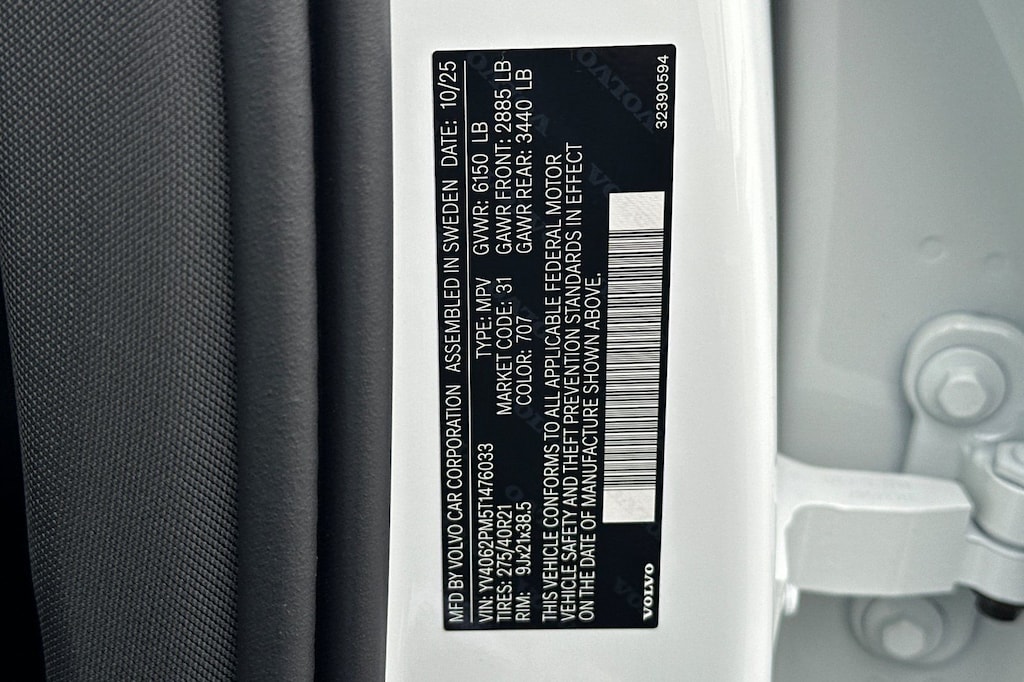 MFD BY VOLVO CAR CORPORATION ASSEMBLED IN SWEDEN DATE: 10/25
VIN: YV4062PM5T1476033 TYPE: MPV GVWR: 6150 LB
TIRES: 275/40R21 MARKET CODE: 31 GAWR FRONT: 2885 LB
RIM: 9Jx21x38.5 COLOR: 707 GAWR REAR: 3440 LB
THIS VEHICLE CONFORMS TO ALL APPLICABLE FEDERAL MOTOR
VEHICLE SAFETY AND THEFT PREVENTION STANDARDS IN EFFECT
ON THE DATE OF MANUFACTURE SHOWN ABOVE.
VOLVO 32390594